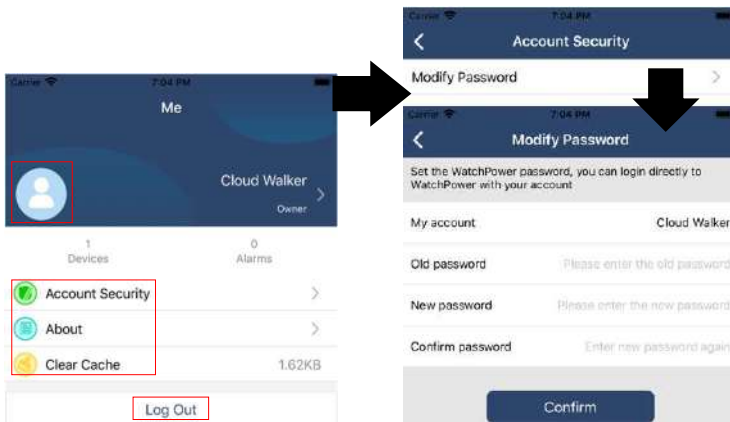 Carrier 7:04 PM
Me
Cloud Walker
Owner
1 0
Devices Alarms
Account Security
About
Clear Cache 1.62KB
Log Out
Carrier 7:04 PM
Account Security
Modify Password
Carrier 7:04 PM
Modify Password
Set the WatchPower password, you can login directly to
WatchPower with your account
My account Cloud Walker
Old password Please enter the old password
New password Please enter the new password
Confirm password Enter new password again
Confirm